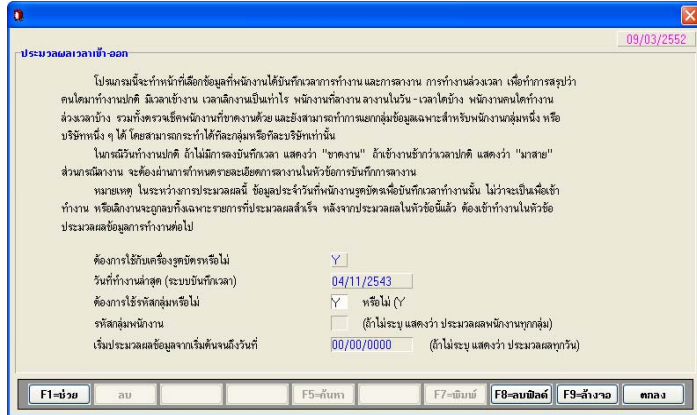 09/03/2552
ประมวลผลเวลาเข้า-ออก
โปรแกรมนี้จะทำหน้าที่เลือกข้อมูลที่พนักงานได้บันทึกเวลาการทำงาน และการลางาน การทำงานล่วงเวลา เพื่อทำการสรุปว่า
คนใดมาทำงานปกติ มีเวลาเข้างาน เวลาเลิกงานเป็นเท่าไร พนักงานที่ลางาน ลางานในวัน - เวลาใดบ้าง พนักงานคนใดทำงาน
ล่วงเวลาบ้าง รวมทั้งตรวจเช็คพนักงานที่ขาดงานด้วย และยังสามารถทำการแยกกลุ่มข้อมูลเฉพาะสำหรับพนักงานกลุ่มหนึ่ง หรือ
บริษัทหนึ่ง ๆ ได้ โดยสามารถกระทำได้ทีละกลุ่มหรือทีละบริษัทเท่านั้น
ในกรณีวันทำงานปกติ ถ้าไม่มีการลงบันทึกเวลา แสดงว่า "ขาดงาน" ถ้าเข้างานช้ากว่าเวลาปกติ แสดงว่า "มาสาย"
ส่วนกรณีลางาน จะต้องผ่านการกำหนดรายละเอียดการลางานในหัวข้อการบันทึกการลางาน
หมายเหตุ ในระหว่างการประมวลผลนี้ ข้อมูลประจำวันที่พนักงานรูดบัตรเพื่อบันทึกเวลาทำงานนั้น ไม่ว่าจะเป็นเพื่อเข้า
ทำงาน หรือเลิกงานจะถูกลบทิ้งเฉพาะรายการที่ประมวลผลสำเร็จ หลังจากประมวลผลในหัวข้อนี้แล้ว ต้องเข้าทำงานในหัวข้อ
ประมวลผลข้อมูลการทำงานต่อไป
ต้องการใช้กับเครื่องรูดบัตรหรือไม่ Y
วันที่ทำงานล่าสุด (ระบบบันทึกเวลา) 04/11/2543
ต้องการใช้รหัสกลุ่มหรือไม่ Y หรือไม่ (Y
รหัสกลุ่มพนักงาน (ถ้าไม่ระบุ แสดงว่า ประมวลผลพนักงานทุกกลุ่ม)
เริ่มประมวลผลข้อมูลจากเริ่มต้นจนถึงวันที่ 00/00/0000 (ถ้าไม่ระบุ แสดงว่า ประมวลผลทุกวัน)
F1=ช่วย ลบ F5=ค้นหา F7=พิมพ์ F8=ลบฟิลด์ F9=ล้างจอ ตกลง